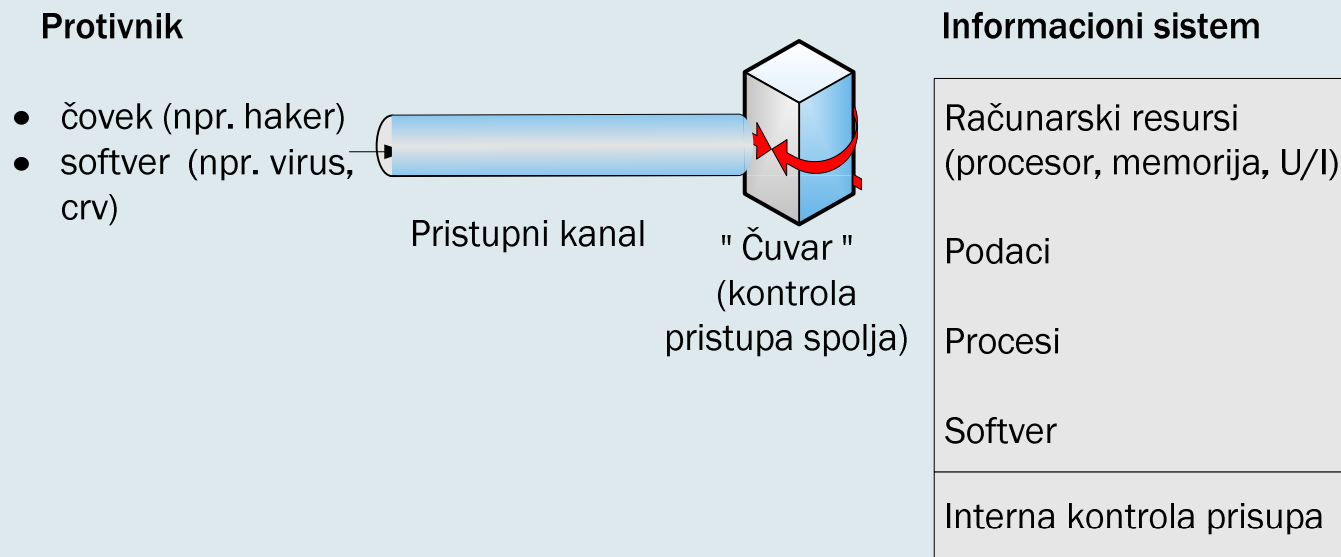 Protivnik
• čovek (npr. haker)
• softver (npr. virus,
crv)
Pristupni kanal
" Čuvar "
(kontrola
pristupa spolja)
Informacioni sistem
Računarski resursi
(procesor, memorija, U/I)
Podaci
Procesi
Softver
Interna kontrola prisupa